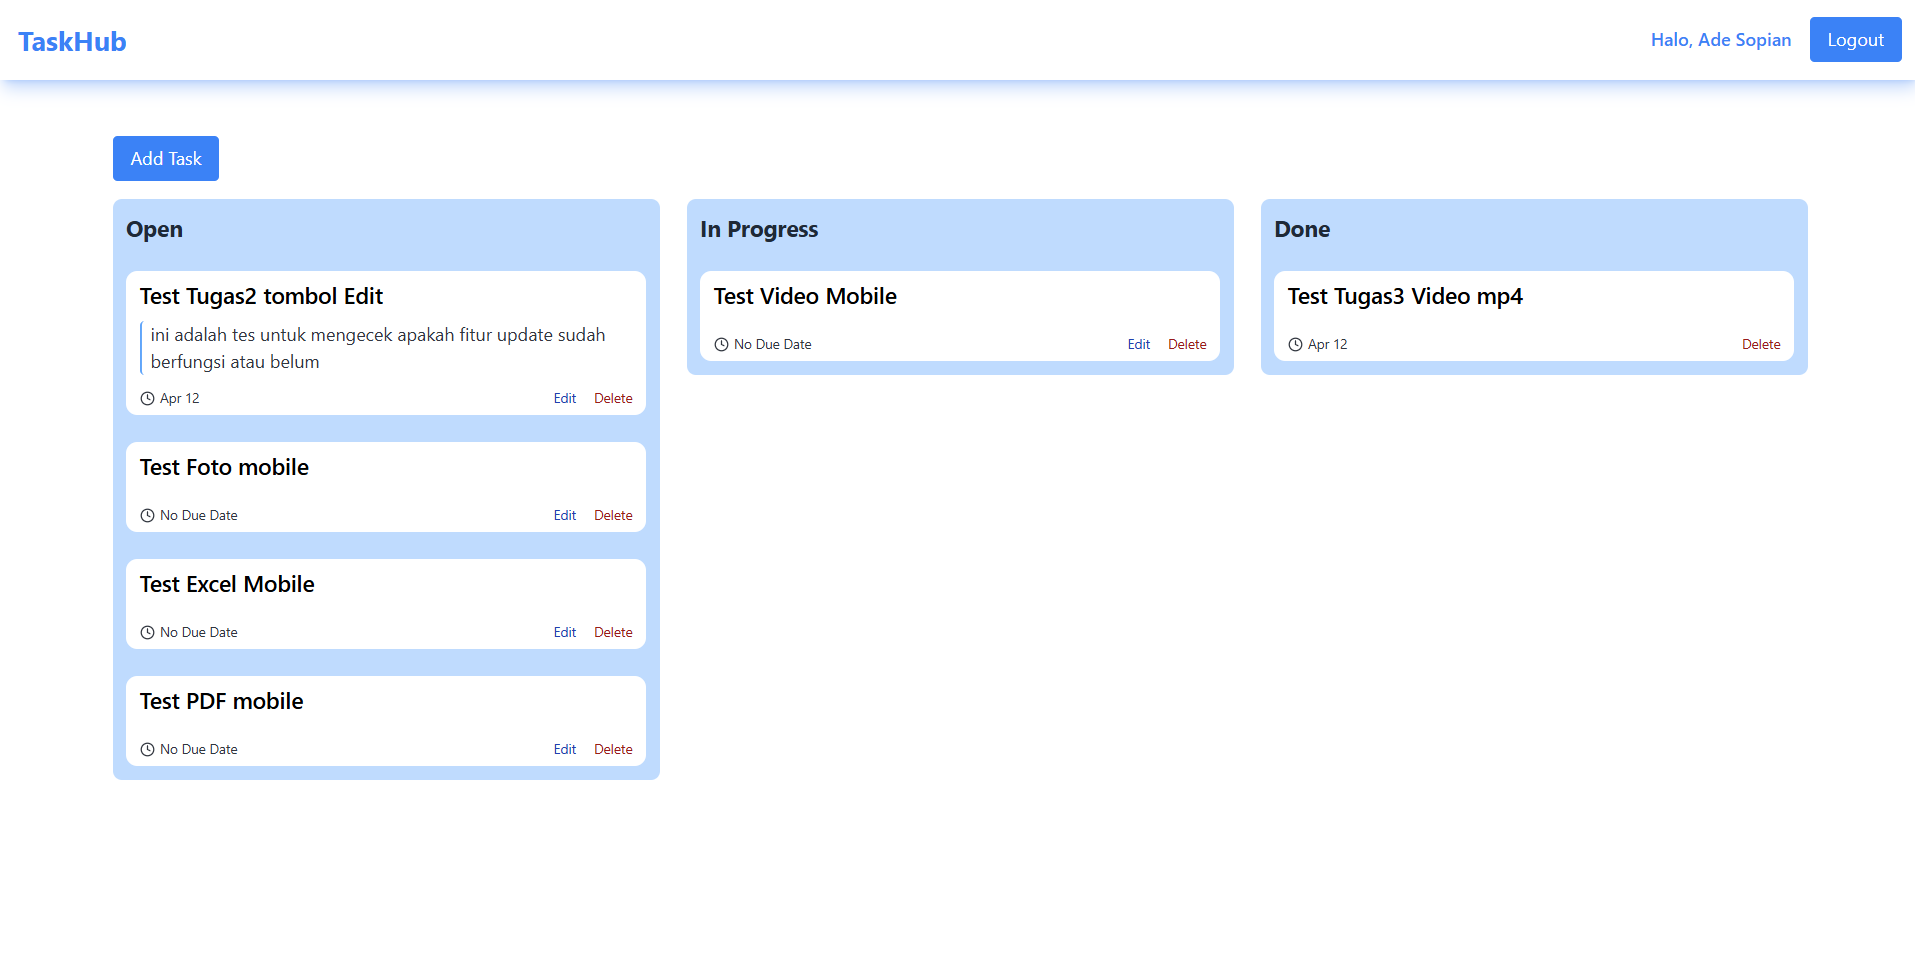 TaskHub
Halo, Ade Sopian
Logout
Add Task
Open
Test Tugas2 tombol Edit
ini adalah tes untuk mengecek apakah fitur update sudah
berfungsi atau belum
Apr 12
Edit
Delete
Test Foto mobile
No Due Date
Edit
Delete
Test Excel Mobile
No Due Date
Edit
Delete
Test PDF mobile
No Due Date
Edit
Delete
In Progress
Test Video Mobile
No Due Date
Edit
Delete
Done
Test Tugas3 Video mp4
Apr 12
Delete